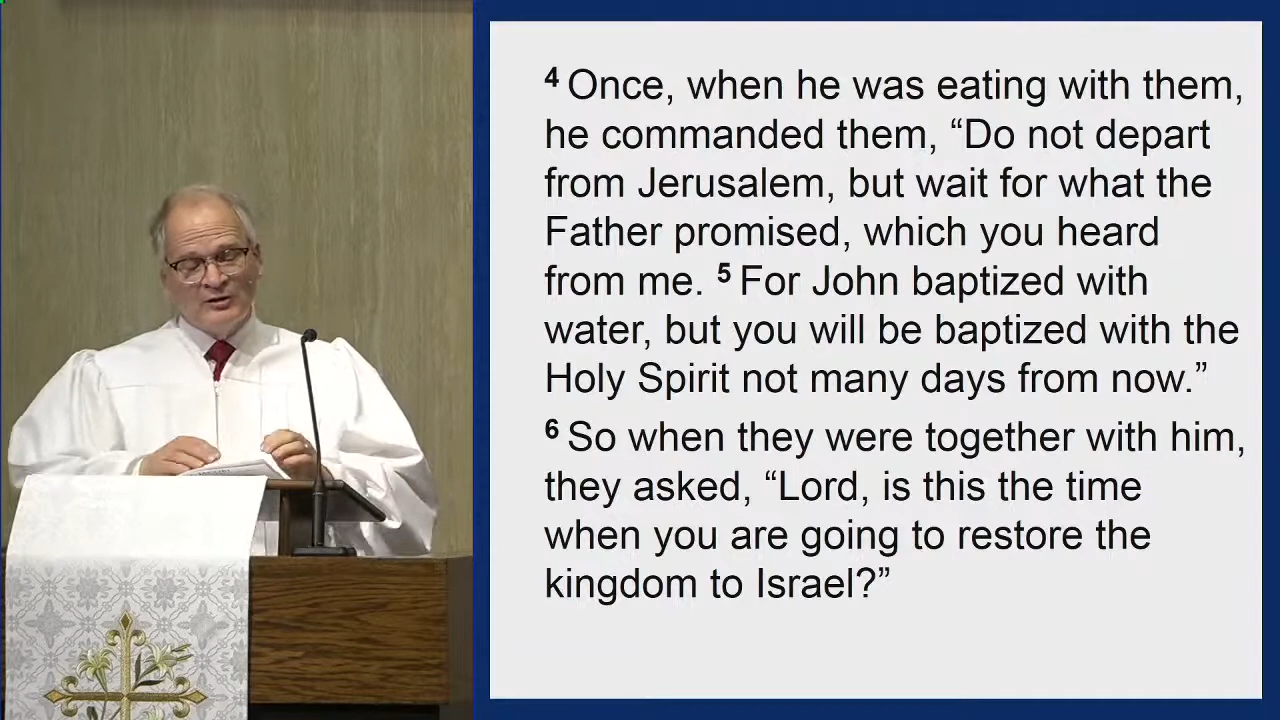 4 Once, when he was eating with them,
he commanded them, “Do not depart
from Jerusalem, but wait for what the
Father promised, which you heard
from me. 5 For John baptized with
water, but you will be baptized with the
Holy Spirit not many days from now.”
6 So when they were together with him,
they asked, “Lord, is this the time
when you are going to restore the
kingdom to Israel?”